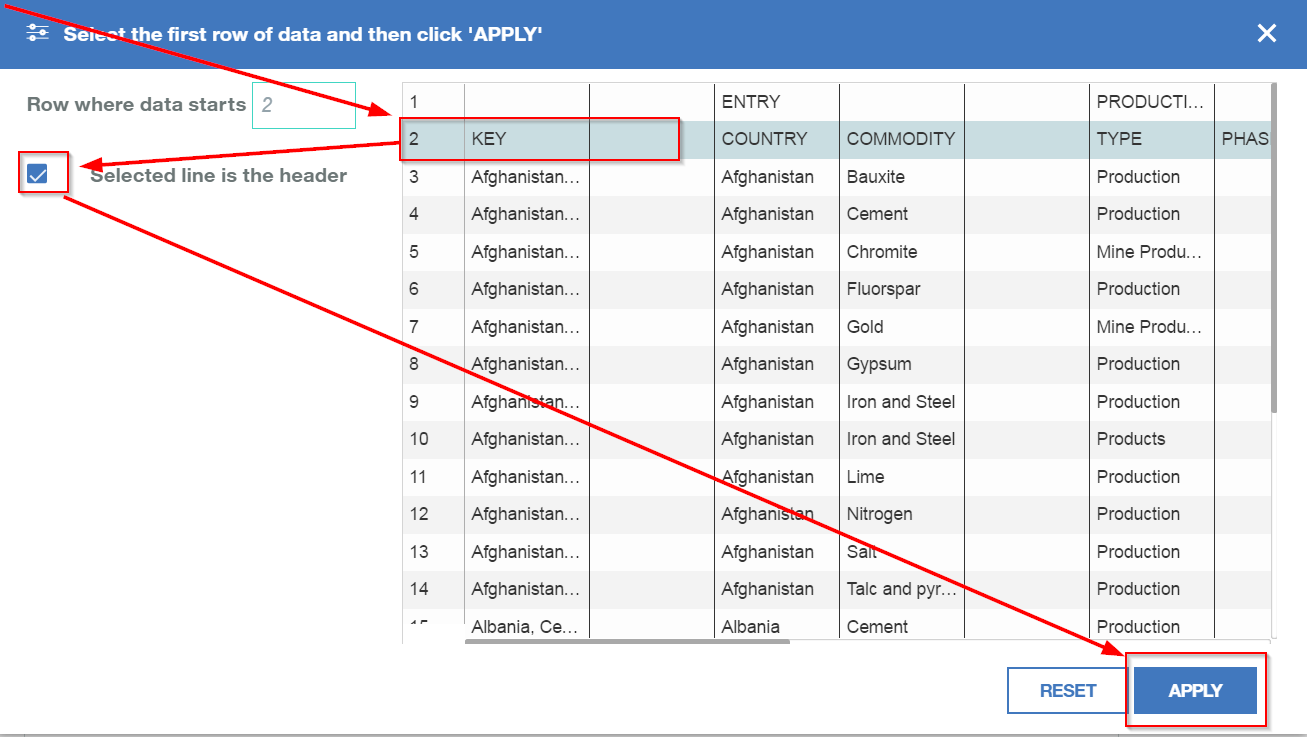 Select the first row of data and then click 'APPLY'
Row where data starts 2
Selected line is the header
1 ENTRY PRODUCTI...
2 KEY COUNTRY COMMODITY TYPE PHAS
3 Afghanistan... Afghanistan Bauxite Production
4 Afghanistan... Afghanistan Cement Production
5 Afghanistan... Afghanistan Chromite Mine Produ...
6 Afghanistan... Afghanistan Fluorspar Production
7 Afghanistan... Afghanistan Gold Mine Produ...
8 Afghanistan... Afghanistan Gypsum Production
9 Afghanistan... Afghanistan Iron and Steel Production
10 Afghanistan... Afghanistan Iron and Steel Products
11 Afghanistan... Afghanistan Lime Production
12 Afghanistan... Afghanistan Nitrogen Production
13 Afghanistan... Afghanistan Salt Production
14 Afghanistan... Afghanistan Talc and pyr... Production
Albania, Ce... Albania Cement Production
RESET APPLY